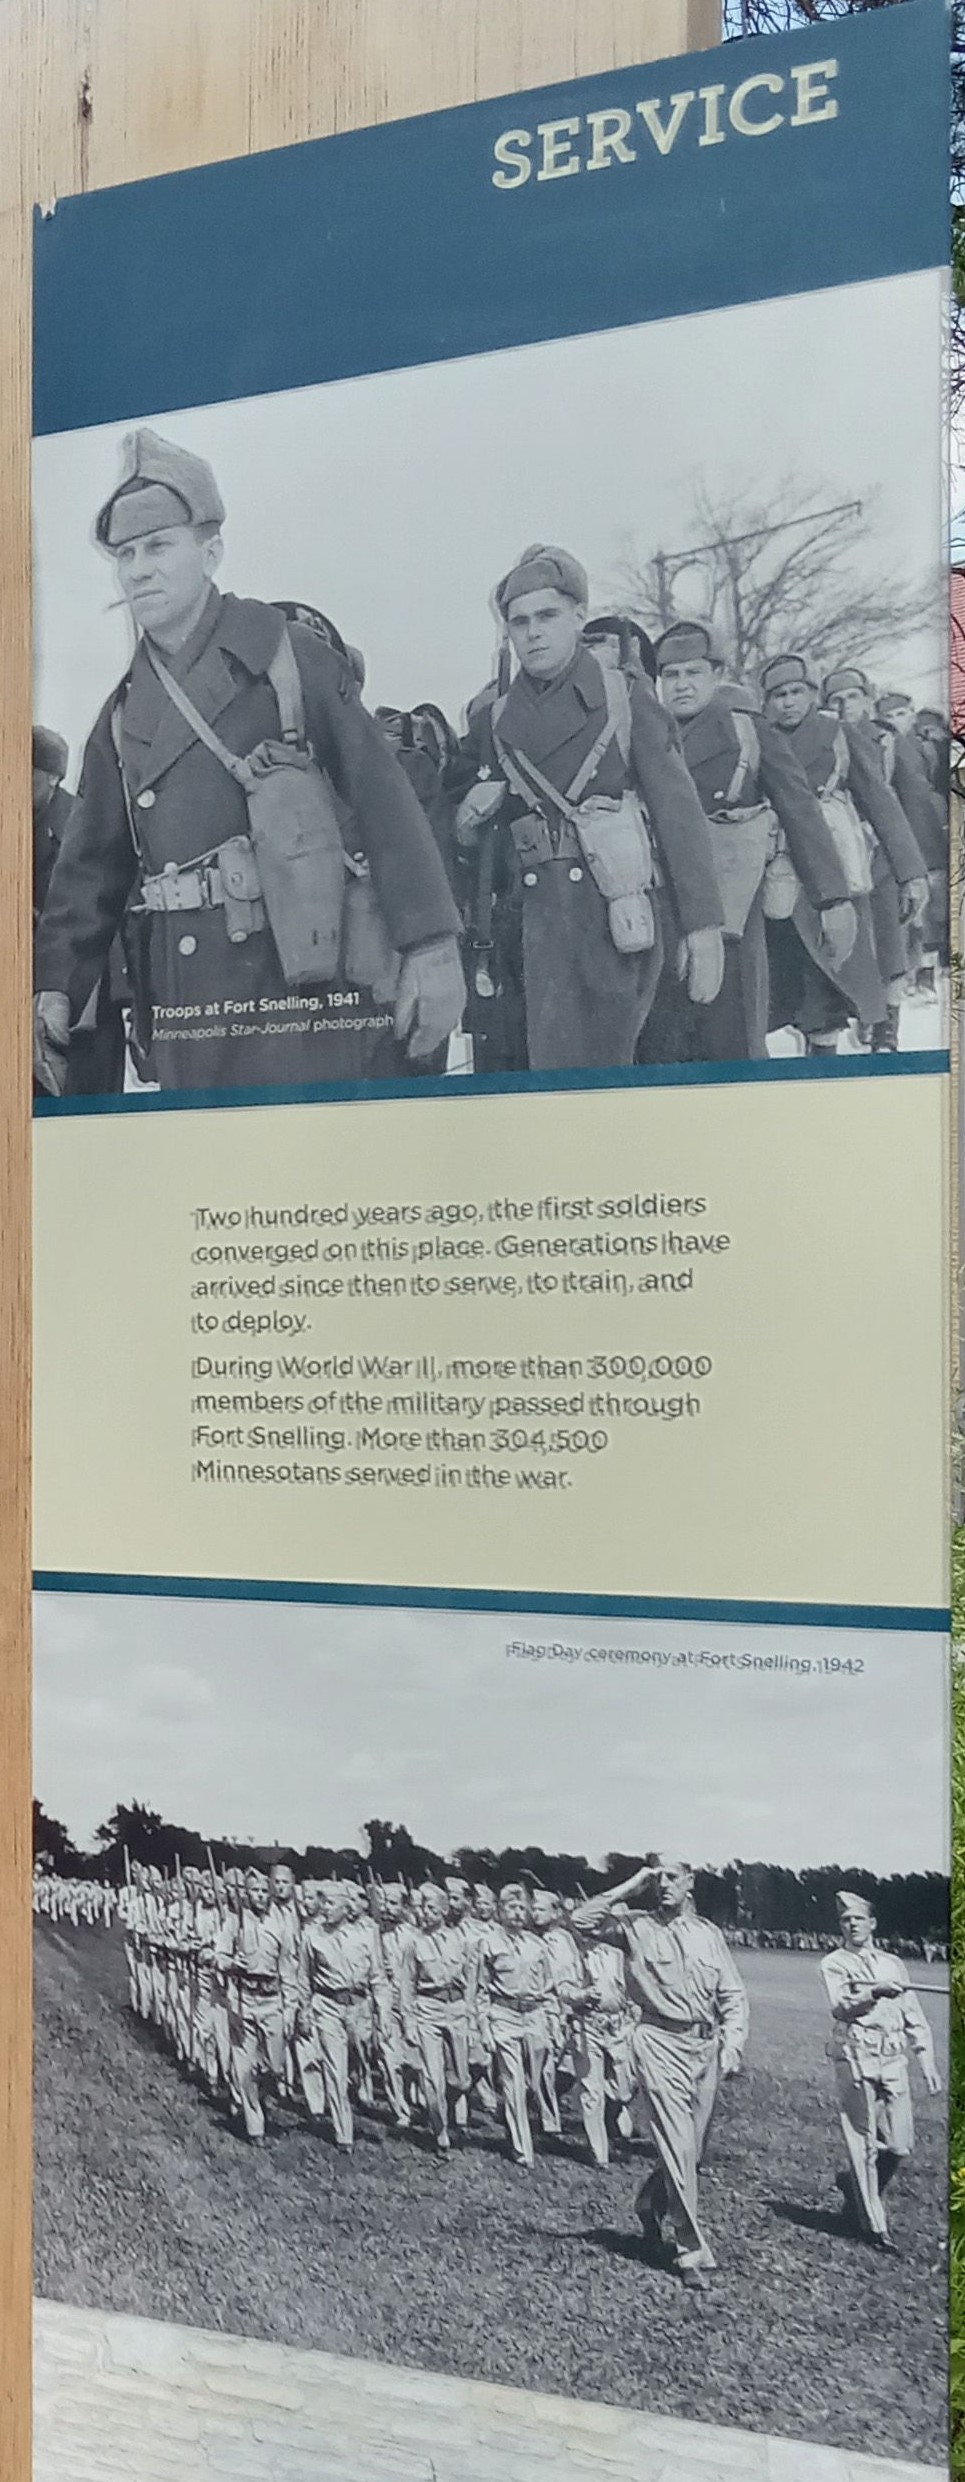 SERVICE
Troops at Fort Snelling, 1941
Minneapolis Star-Journal photograph
Two hundred years ago, the first soldiers
converged on this place. Generations have
arrived since then to serve, to train, and
to deploy.
During World War II, more than 300,000
members of the military passed through
Fort Snelling. More than 304,500
Minnesotans served in the war.
Flag Day ceremony at Fort Snelling, 1942